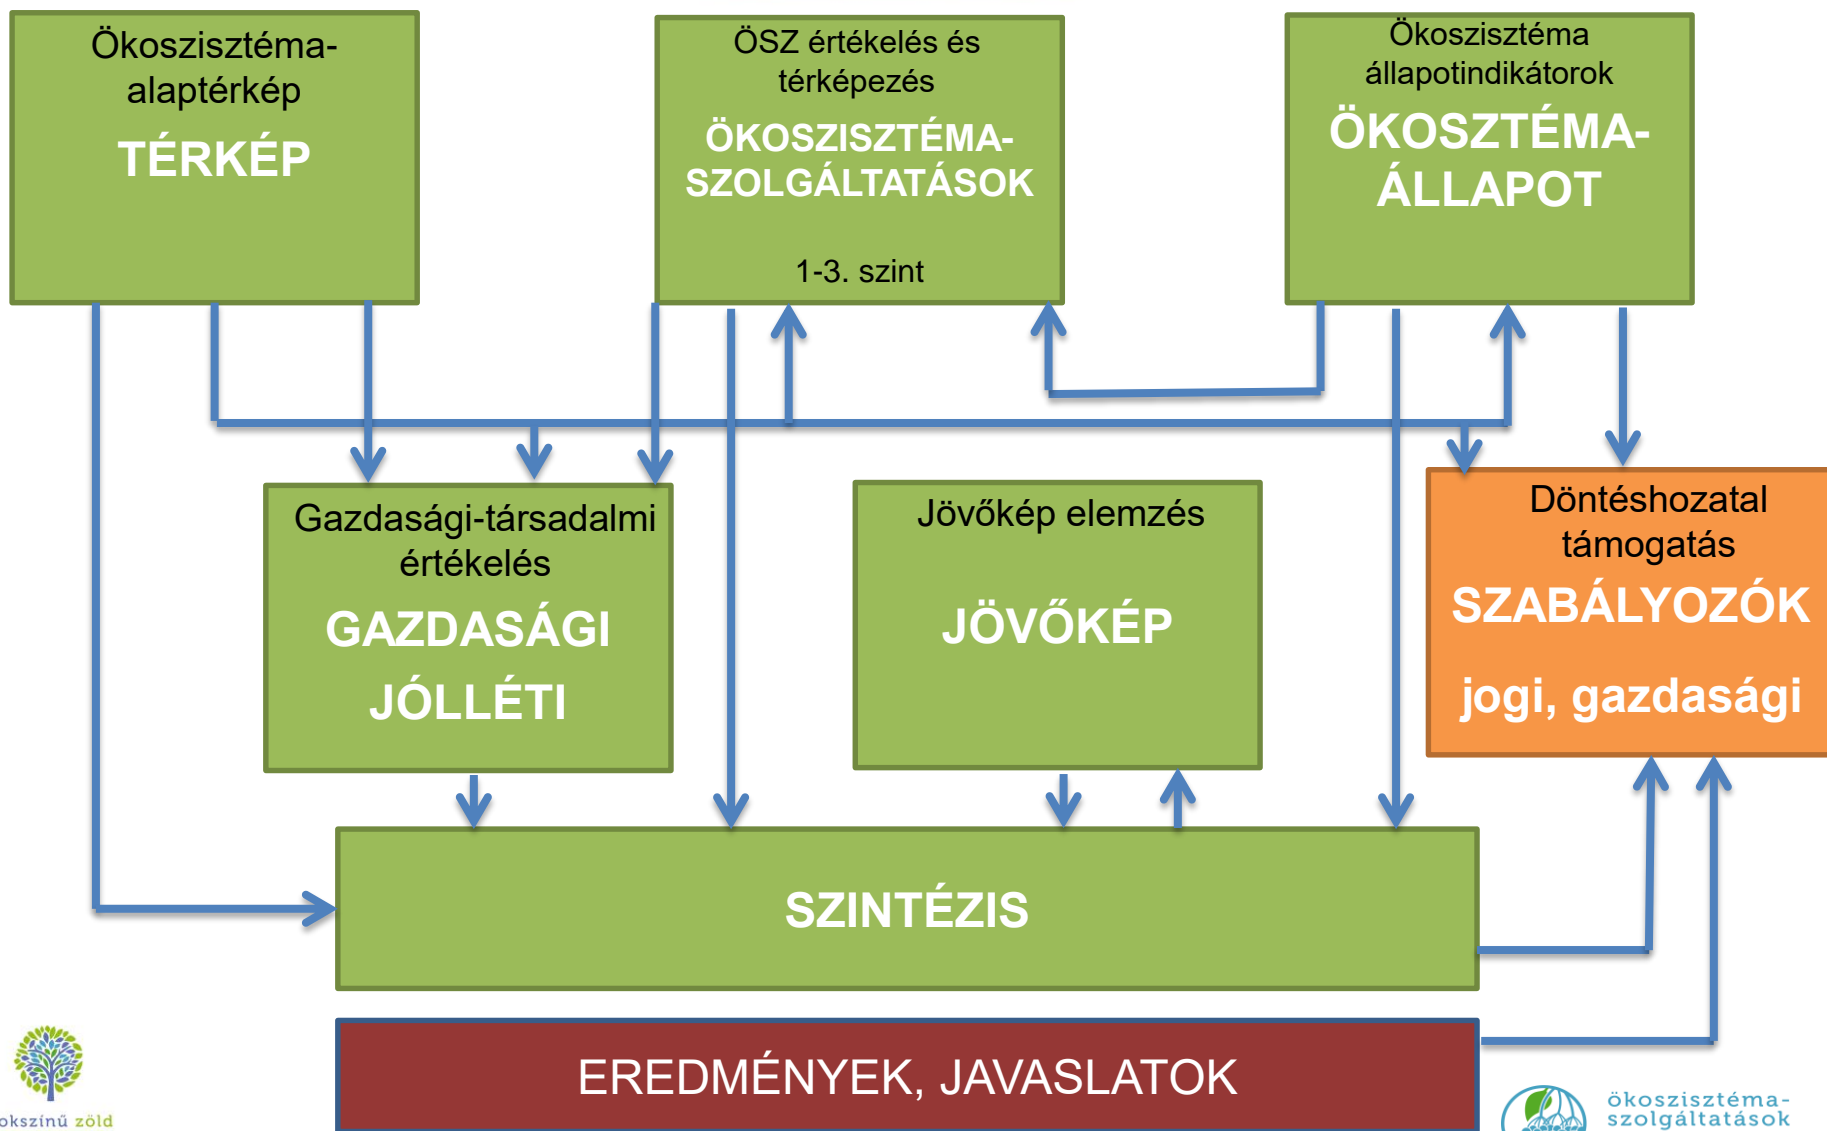 Ökoszisztéma-
alaptérkép
TÉRKÉP
ÖSZ értékelés és
térképezés
ÖKOSZISZTÉMA-
SZOLGÁLTATÁSOK
1-3. szint
Ökoszisztéma
állapotindikátorok
ÖKOSZTÉMA-
ÁLLAPOT
Gazdasági-társadalmi
értékelés
GAZDASÁGI
JÓLLÉTI
Jövőkép elemzés
JÖVŐKÉP
Döntéshozatal
támogatás
SZABÁLYOZÓK
jogi, gazdasági
SZINTÉZIS
EREDMÉNYEK, JAVASLATOK
okszínű zöld
ökoszisztéma-
szolgáltatások